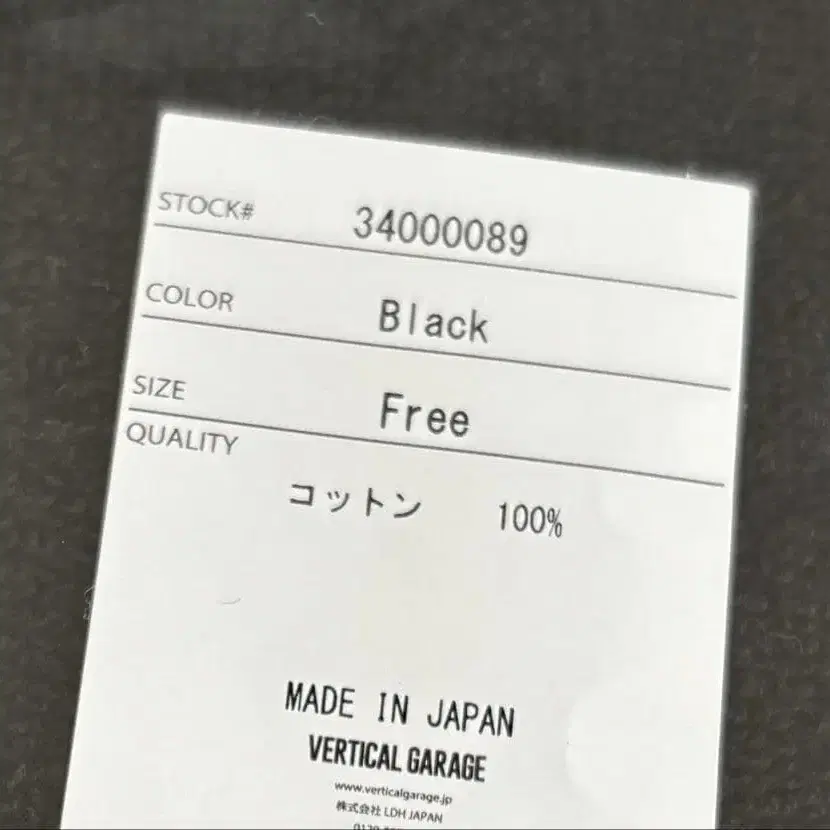 STOCK# 34000089
COLOR Black
SIZE Free
QUALITY
コットン 100%
MADE IN JAPAN
VERTICAL GARAGE
www.verticalgarage.jp
株式会社 LDH JAPAN